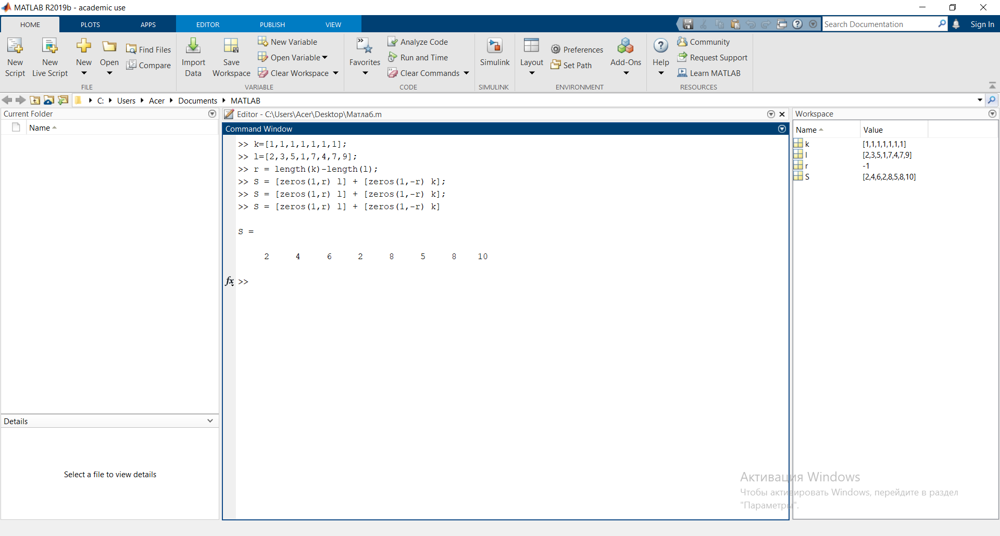 MATLAB R2019b - academic use
HOME PLOTS APPS EDITOR PUBLISH VIEW Search Documentation Sign In
New Script
New Live Script
New
Open
Find Files
Compare
FILE
Import Data
Save Workspace
New Variable
Open Variable
Clear Workspace
VARIABLE
Favorites
Analyze Code
Run and Time
Clear Commands
CODE
Simulink
SIMULINK
Layout
Preferences
Set Path
Add-Ons
ENVIRONMENT
Help
Community
Request Support
Learn MATLAB
RESOURCES
C: Users Acer Documents MATLAB
Current Folder
Name
Details
Select a file to view details
Editor - C:\Users\Acer\Desktop\Матлаб.m
Command Window
>> k=[1,1,1,1,1,1,1];
>> l=[2,3,5,1,7,4,7,9];
>> r = length(k)-length(l);
>> S = [zeros(1,r) l] + [zeros(1,-r) k];
>> S = [zeros(1,r) l] + [zeros(1,-r) k];
>> S = [zeros(1,r) l] + [zeros(1,-r) k]
S =
2 4 6 2 8 5 8 10
fx >>
Workspace
Name Value
k [1,1,1,1,1,1,1]
l [2,3,5,1,7,4,7,9]
r -1
S [2,4,6,2,8,5,8,10]
Активация Windows
Чтобы активировать Windows, перейдите в раздел
"Параметры".